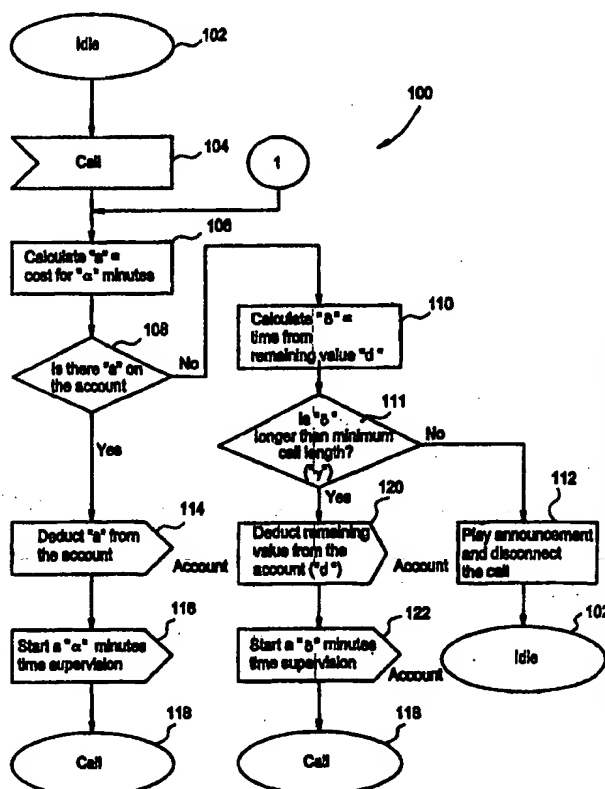 Idle
102
100
Call
104
1
106
Calculate "a" =
cost for "α" minutes
108
Is there "a" on
the account
No
110
Calculate "δ" =
time from
remaining value "d"
111
Is "δ"
longer than minimum
call length?
("γ")
No
Yes
Yes
114
Deduct "a" from
the account
Account
120
Deduct remaining
value from the
account ("d")
Account
112
Play announcement
and disconnect
the call
116
Start a "α" minutes
time supervision
122
Start a "δ" minutes
time supervision
Account
102
Idle
118
Call
118
Call